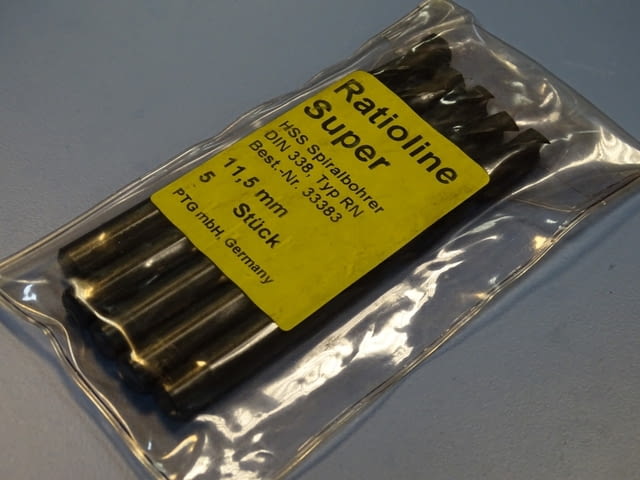 Ratioline
Super
HSS Spiralbohrer
DIN 338, Typ RN
Best.-Nr. 33383
11,5 mm
5 Stück
PTG mbH, Germany